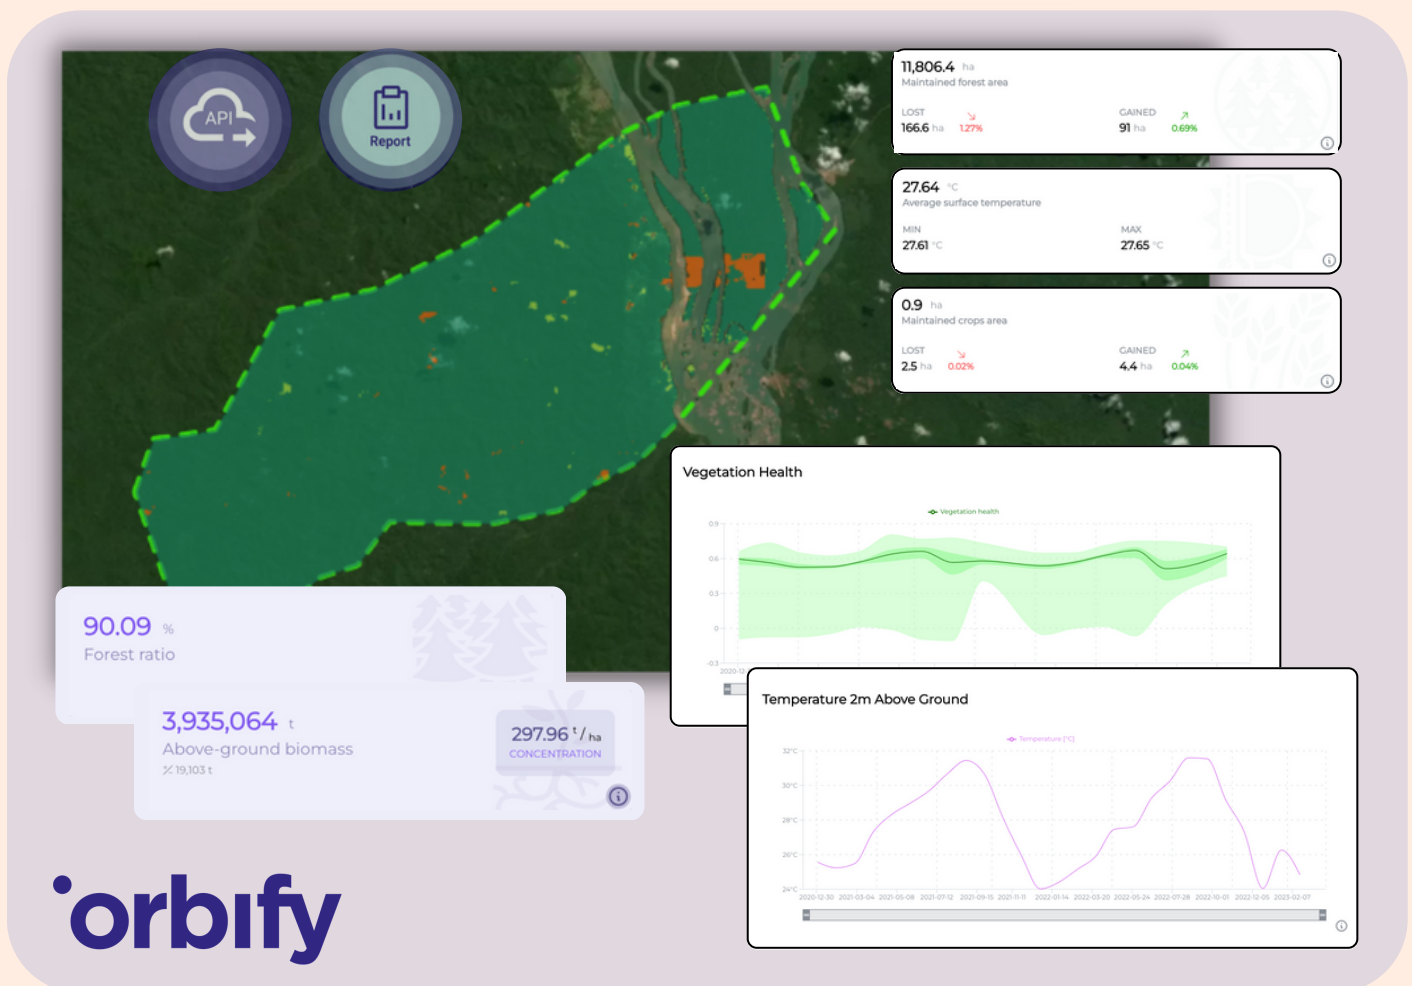 API
Report
11,806.4 ha
Maintained forest area
LOST
166.6 ha 1.27%
GAINED
91 ha 0.69%
27.64 °C
Average surface temperature
MIN
27.61 °C
MAX
27.65 °C
0.9 ha
Maintained crops area
LOST
2.5 ha 0.02%
GAINED
4.4 ha 0.04%
Vegetation Health
Vegetation health
0.9
0.6
0.3
0
-0.3
2020-12
90.09 %
Forest ratio
3,935,064 t
Above-ground biomass
19,103 t
297.96 t/ha
CONCENTRATION
Temperature 2m Above Ground
Temperature [°C]
32°C
30°C
28°C
26°C
24°C
2020-12-30 2021-03-04 2021-05-08 2021-07-12 2021-09-15 2021-11-11 2022-01-14 2022-03-20 2022-05-24 2022-07-28 2022-10-01 2022-12-05 2023-02-07
orbify